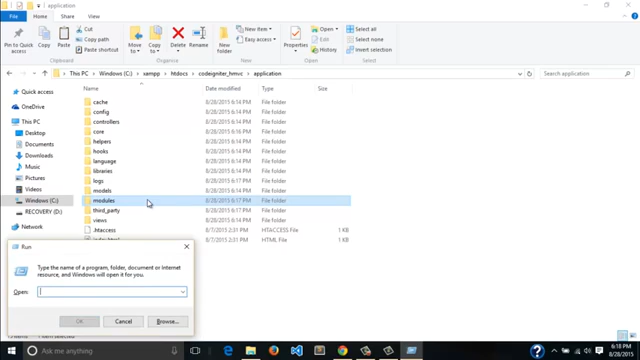 application
File
Home
Share
View
Copy
Paste
Cut
Copy path
Paste shortcut
Clipboard
Move to
Copy to
Delete
Rename
Organize
New folder
New item
Easy access
New
Properties
Open
Edit
History
Open
Select all
Select none
Invert selection
Select
This PC
Windows (C:)
xampp
htdocs
codeigniter_hmvc
application
Name
Date modified
Type
Size
Quick access
OneDrive
This PC
Desktop
Documents
Downloads
Music
Pictures
Videos
Windows (C:)
RECOVERY (D:)
Network
cache 8/28/2015 6:14 PM File folder
config 8/28/2015 6:14 PM File folder
controllers 8/28/2015 6:14 PM File folder
core 8/28/2015 6:17 PM File folder
helpers 8/28/2015 6:14 PM File folder
hooks 8/28/2015 6:14 PM File folder
language 8/28/2015 6:14 PM File folder
libraries 8/28/2015 6:14 PM File folder
logs 8/28/2015 6:17 PM File folder
models 8/28/2015 6:14 PM File folder
modules 8/28/2015 6:17 PM File folder
third_party 8/28/2015 6:17 PM File folder
views 8/28/2015 6:14 PM File folder
.htaccess 8/7/2015 2:31 PM HTACCESS File 1 KB
index.html 8/7/2015 2:31 PM HTML File 1 KB
Run
Type the name of a program, folder, document or Internet
resource, and Windows will open it for you.
Open:
OK
Cancel
Browse...
Ask me anything
6:18 PM
8/28/2015